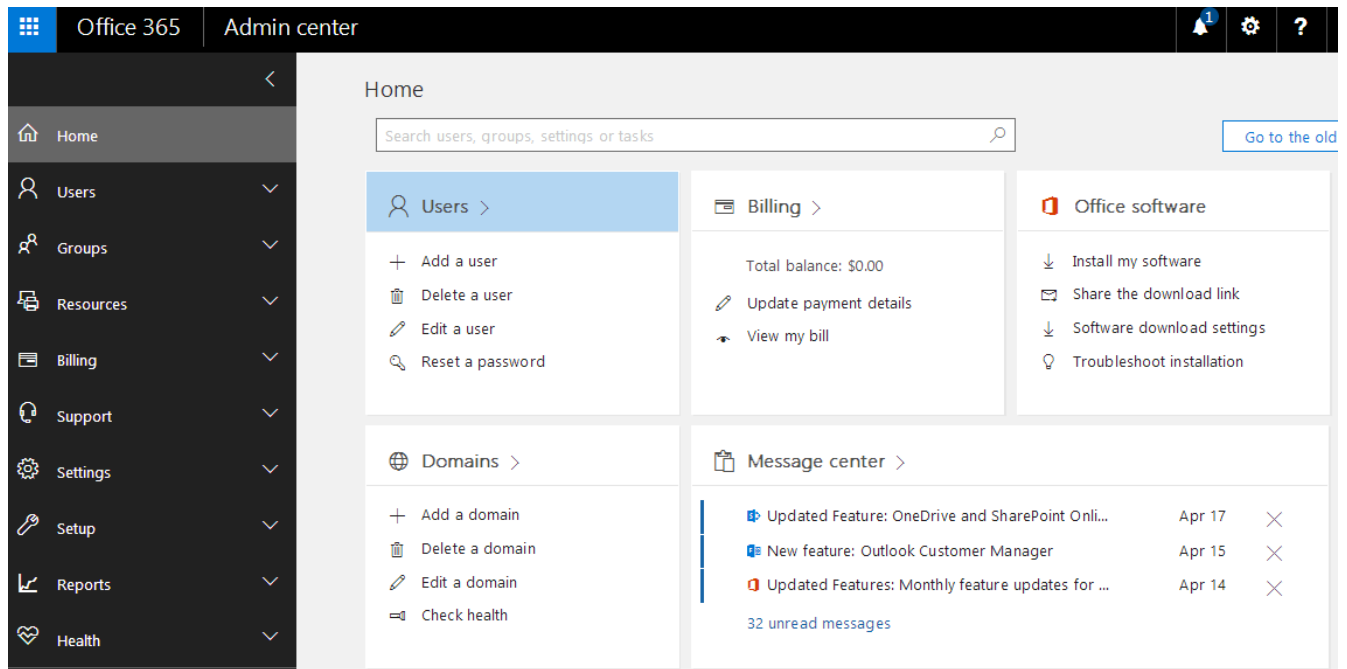 Office 365
Admin center
1
?
Home
Users
Groups
Resources
Billing
Support
Settings
Setup
Reports
Health
Home
Search users, groups, settings or tasks
Go to the old
Users
Add a user
Delete a user
Edit a user
Reset a password
Billing
Total balance: $0.00
Update payment details
View my bill
Office software
Install my software
Share the download link
Software download settings
Troubleshoot installation
Domains
Add a domain
Delete a domain
Edit a domain
Check health
Message center
Updated Feature: OneDrive and SharePoint Onli... Apr 17
New feature: Outlook Customer Manager Apr 15
Updated Features: Monthly feature updates for ... Apr 14
32 unread messages